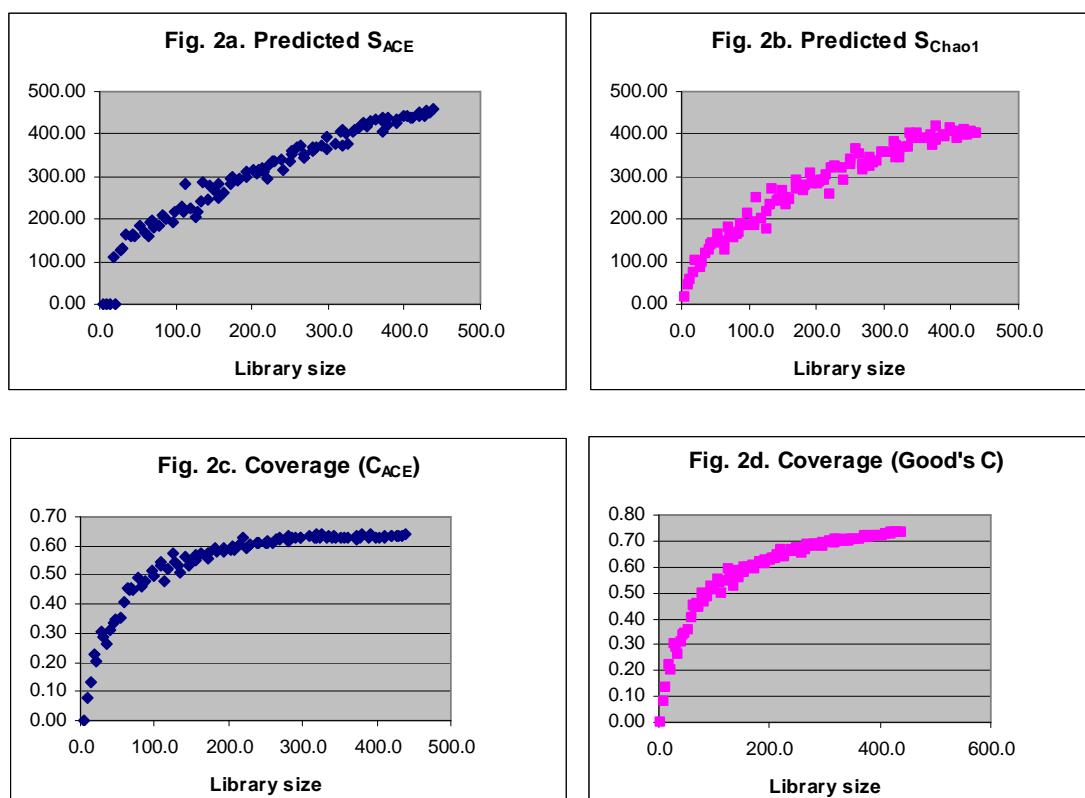 Fig. 2a. Predicted SACE
500.00
400.00
300.00
200.00
100.00
0.00
0.0 100.0 200.0 300.0 400.0 500.0
Library size
Fig. 2b. Predicted SChao1
500.00
400.00
300.00
200.00
100.00
0.00
0.0 100.0 200.0 300.0 400.0 500.0
Library size
Fig. 2c. Coverage (CACE)
0.70
0.60
0.50
0.40
0.30
0.20
0.10
0.00
0.0 100.0 200.0 300.0 400.0 500.0
Library size
Fig. 2d. Coverage (Good's C)
0.80
0.70
0.60
0.50
0.40
0.30
0.20
0.10
0.00
0.0 200.0 400.0 600.0
Library size